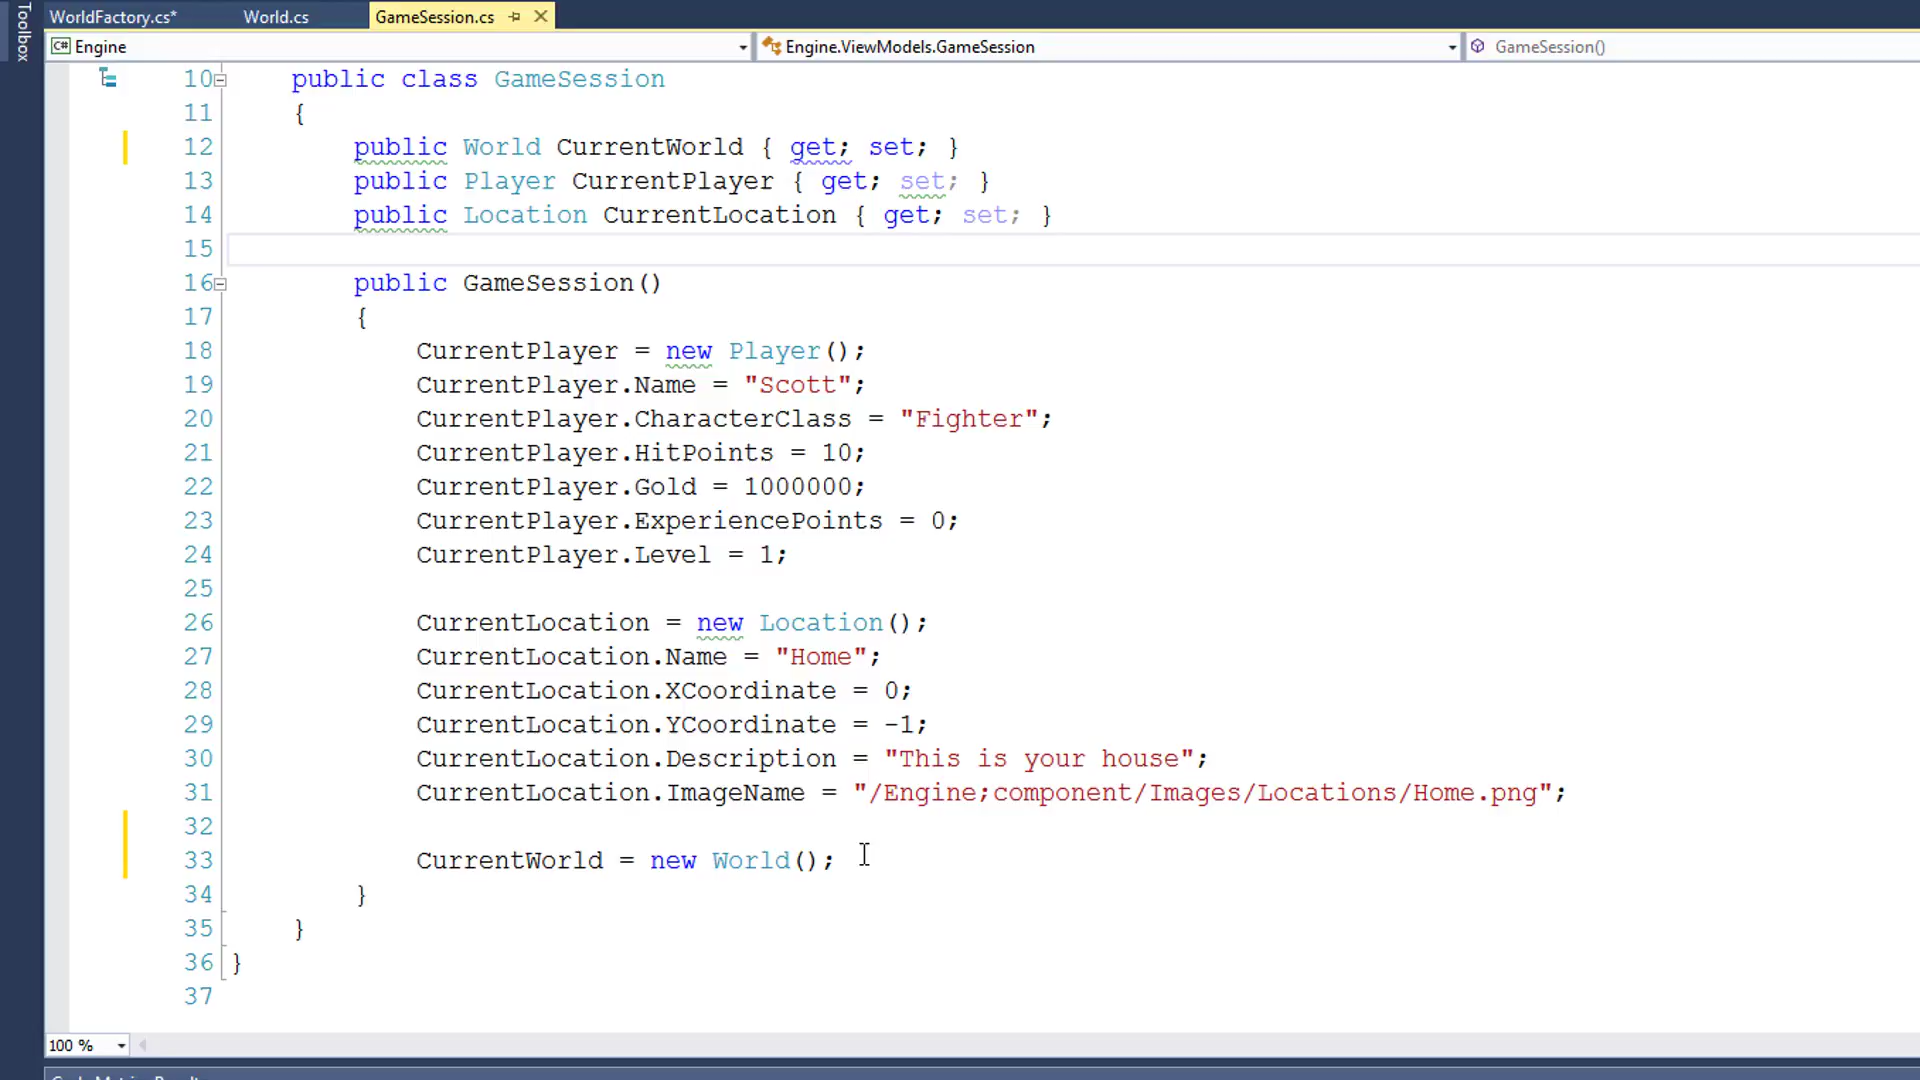 Toolbox
WorldFactory.cs* World.cs GameSession.cs
C# Engine Engine.ViewModels.GameSession GameSession()
10 public class GameSession
11 {
12 public World CurrentWorld { get; set; }
13 public Player CurrentPlayer { get; set; }
14 public Location CurrentLocation { get; set; }
15
16 public GameSession()
17 {
18 CurrentPlayer = new Player();
19 CurrentPlayer.Name = "Scott";
20 CurrentPlayer.CharacterClass = "Fighter";
21 CurrentPlayer.HitPoints = 10;
22 CurrentPlayer.Gold = 1000000;
23 CurrentPlayer.ExperiencePoints = 0;
24 CurrentPlayer.Level = 1;
25
26 CurrentLocation = new Location();
27 CurrentLocation.Name = "Home";
28 CurrentLocation.XCoordinate = 0;
29 CurrentLocation.YCoordinate = -1;
30 CurrentLocation.Description = "This is your house";
31 CurrentLocation.ImageName = "/Engine;component/Images/Locations/Home.png";
32
33 CurrentWorld = new World();
34 }
35 }
36 }
37
100 %